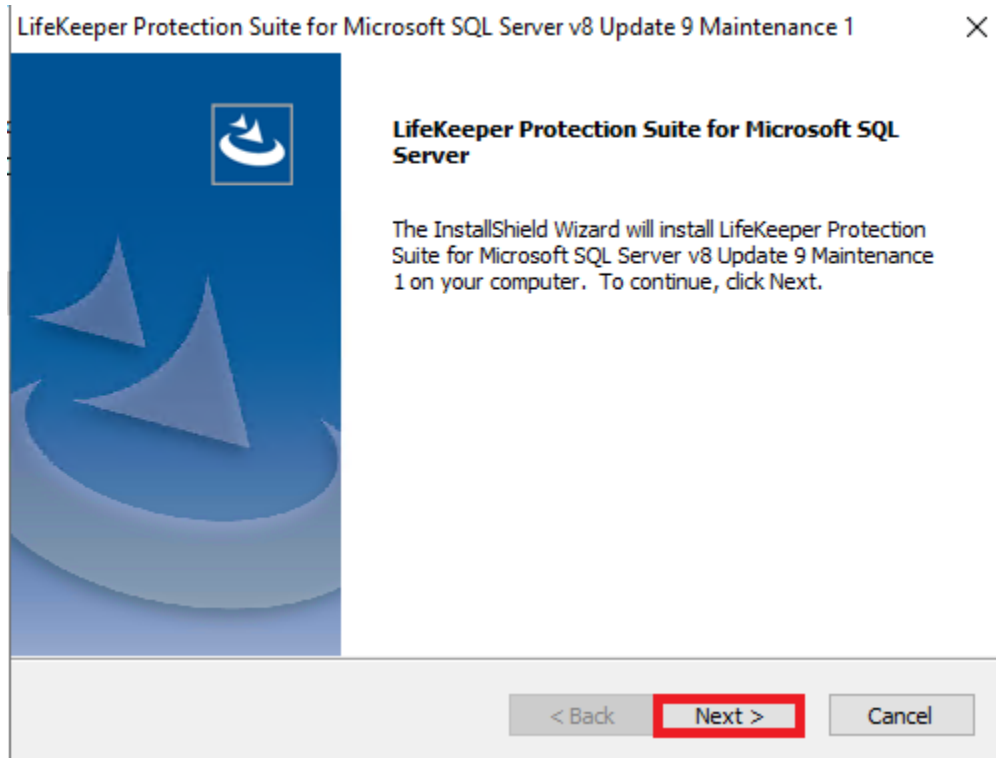 LifeKeeper Protection Suite for Microsoft SQL Server v8 Update 9 Maintenance 1
LifeKeeper Protection Suite for Microsoft SQL
Server
The InstallShield Wizard will install LifeKeeper Protection
Suite for Microsoft SQL Server v8 Update 9 Maintenance
1 on your computer.  To continue, click Next.
< Back Next > Cancel